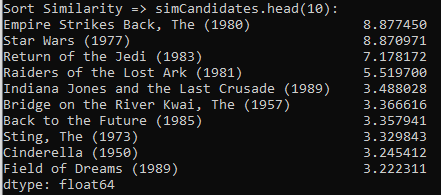 Sort Similarity => simCandidates.head(10):
Empire Strikes Back, The (1980) 8.877450
Star Wars (1977) 8.870971
Return of the Jedi (1983) 7.178172
Raiders of the Lost Ark (1981) 5.519700
Indiana Jones and the Last Crusade (1989) 3.488028
Bridge on the River Kwai, The (1957) 3.366616
Back to the Future (1985) 3.357941
Sting, The (1973) 3.329843
Cinderella (1950) 3.245412
Field of Dreams (1989) 3.222311
dtype: float64